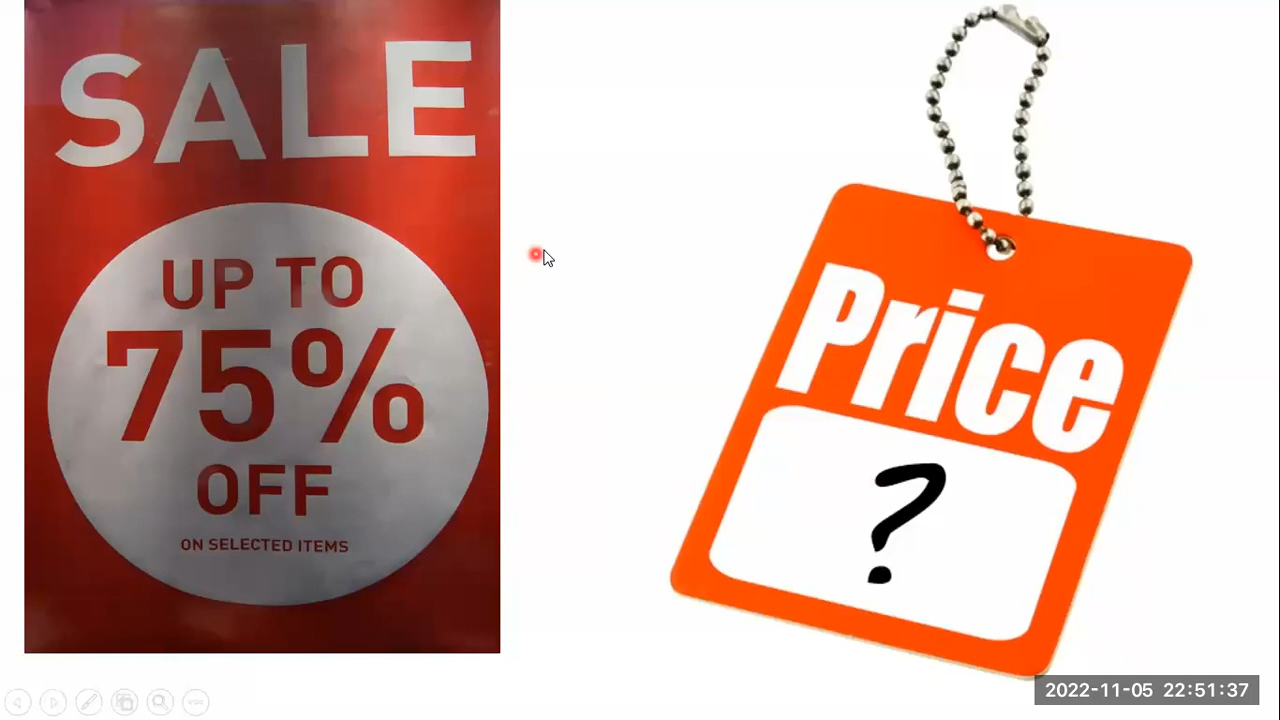 SALE
UP TO
75%
OFF
ON SELECTED ITEMS
Price
?
2022-11-05 22:51:37